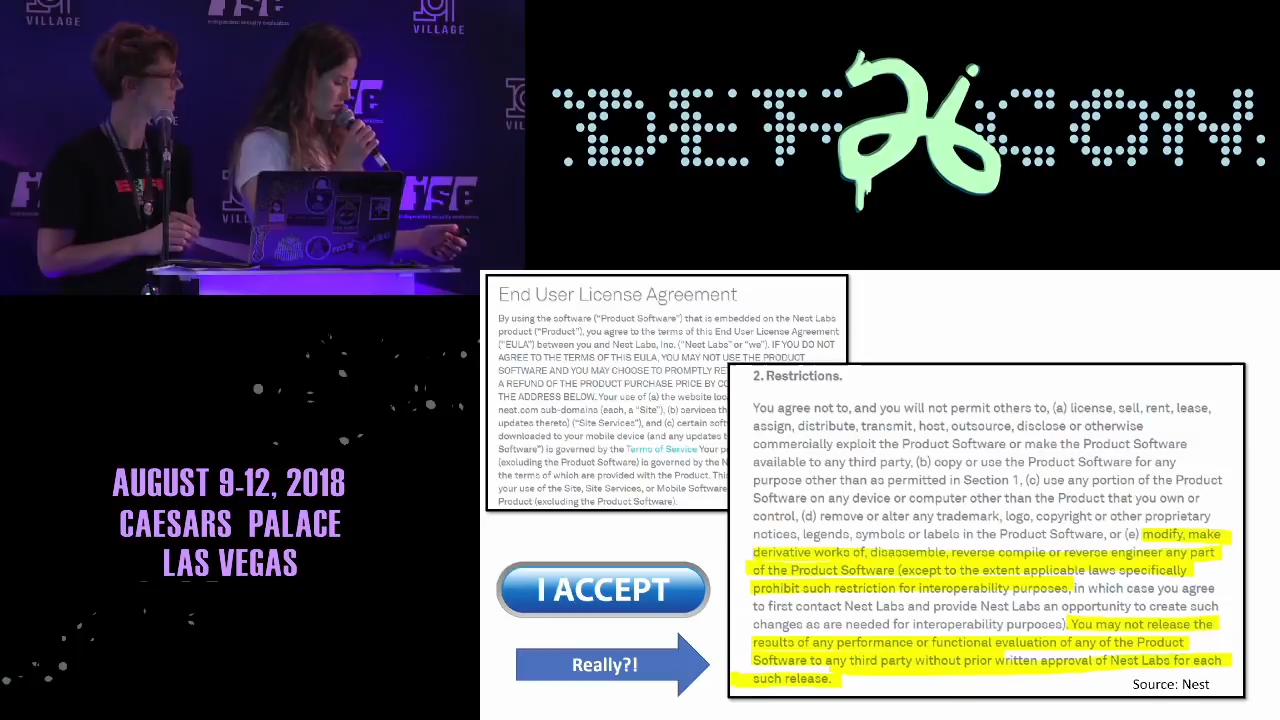 VILLAGE
VILLAGE
ise
VILLAGE
ise
DEF 26 CON.
AUGUST 9-12, 2018
CAESARS PALACE
LAS VEGAS
End User License Agreement
By using the software (“Product Software”) that is embedded on the Nest Labs
product (“Product”), you agree to the terms of this End User License Agreement
(“EULA”) between you and Nest Labs, Inc. (“Nest Labs” or “we”). IF YOU DO NOT
AGREE TO THE TERMS OF THIS EULA, YOU MAY NOT USE THE PRODUCT
SOFTWARE AND YOU MAY CHOOSE TO PROMPTLY RET
A REFUND OF THE PRODUCT PURCHASE PRICE BY CO
THE ADDRESS BELOW. Your use of (a) the website loc
nest.com sub-domains (each, a “Site”), (b) services th
updates thereto) (“Site Services”), and (c) certain soft
downloaded to your mobile device (and any updates t
Software”) is governed by the Terms of Service Your p
(excluding the Product Software) is governed by the N
the terms of which are provided with the Product. This
your use of the Site, Site Services, or Mobile Software
Product (excluding the Product Software).
2. Restrictions.
You agree not to, and you will not permit others to, (a) license, sell, rent, lease,
assign, distribute, transmit, host, outsource, disclose or otherwise
commercially exploit the Product Software or make the Product Software
available to any third party, (b) copy or use the Product Software for any
purpose other than as permitted in Section 1, (c) use any portion of the Product
Software on any device or computer other than the Product that you own or
control, (d) remove or alter any trademark, logo, copyright or other proprietary
notices, legends, symbols or labels in the Product Software, or (e) modify, make
derivative works of, disassemble, reverse compile or reverse engineer any part
of the Product Software (except to the extent applicable laws specifically
prohibit such restriction for interoperability purposes, in which case you agree
to first contact Nest Labs and provide Nest Labs an opportunity to create such
changes as are needed for interoperability purposes). You may not release the
results of any performance or functional evaluation of any of the Product
Software to any third party without prior written approval of Nest Labs for each
such release.
Source: Nest
I ACCEPT
Really?!